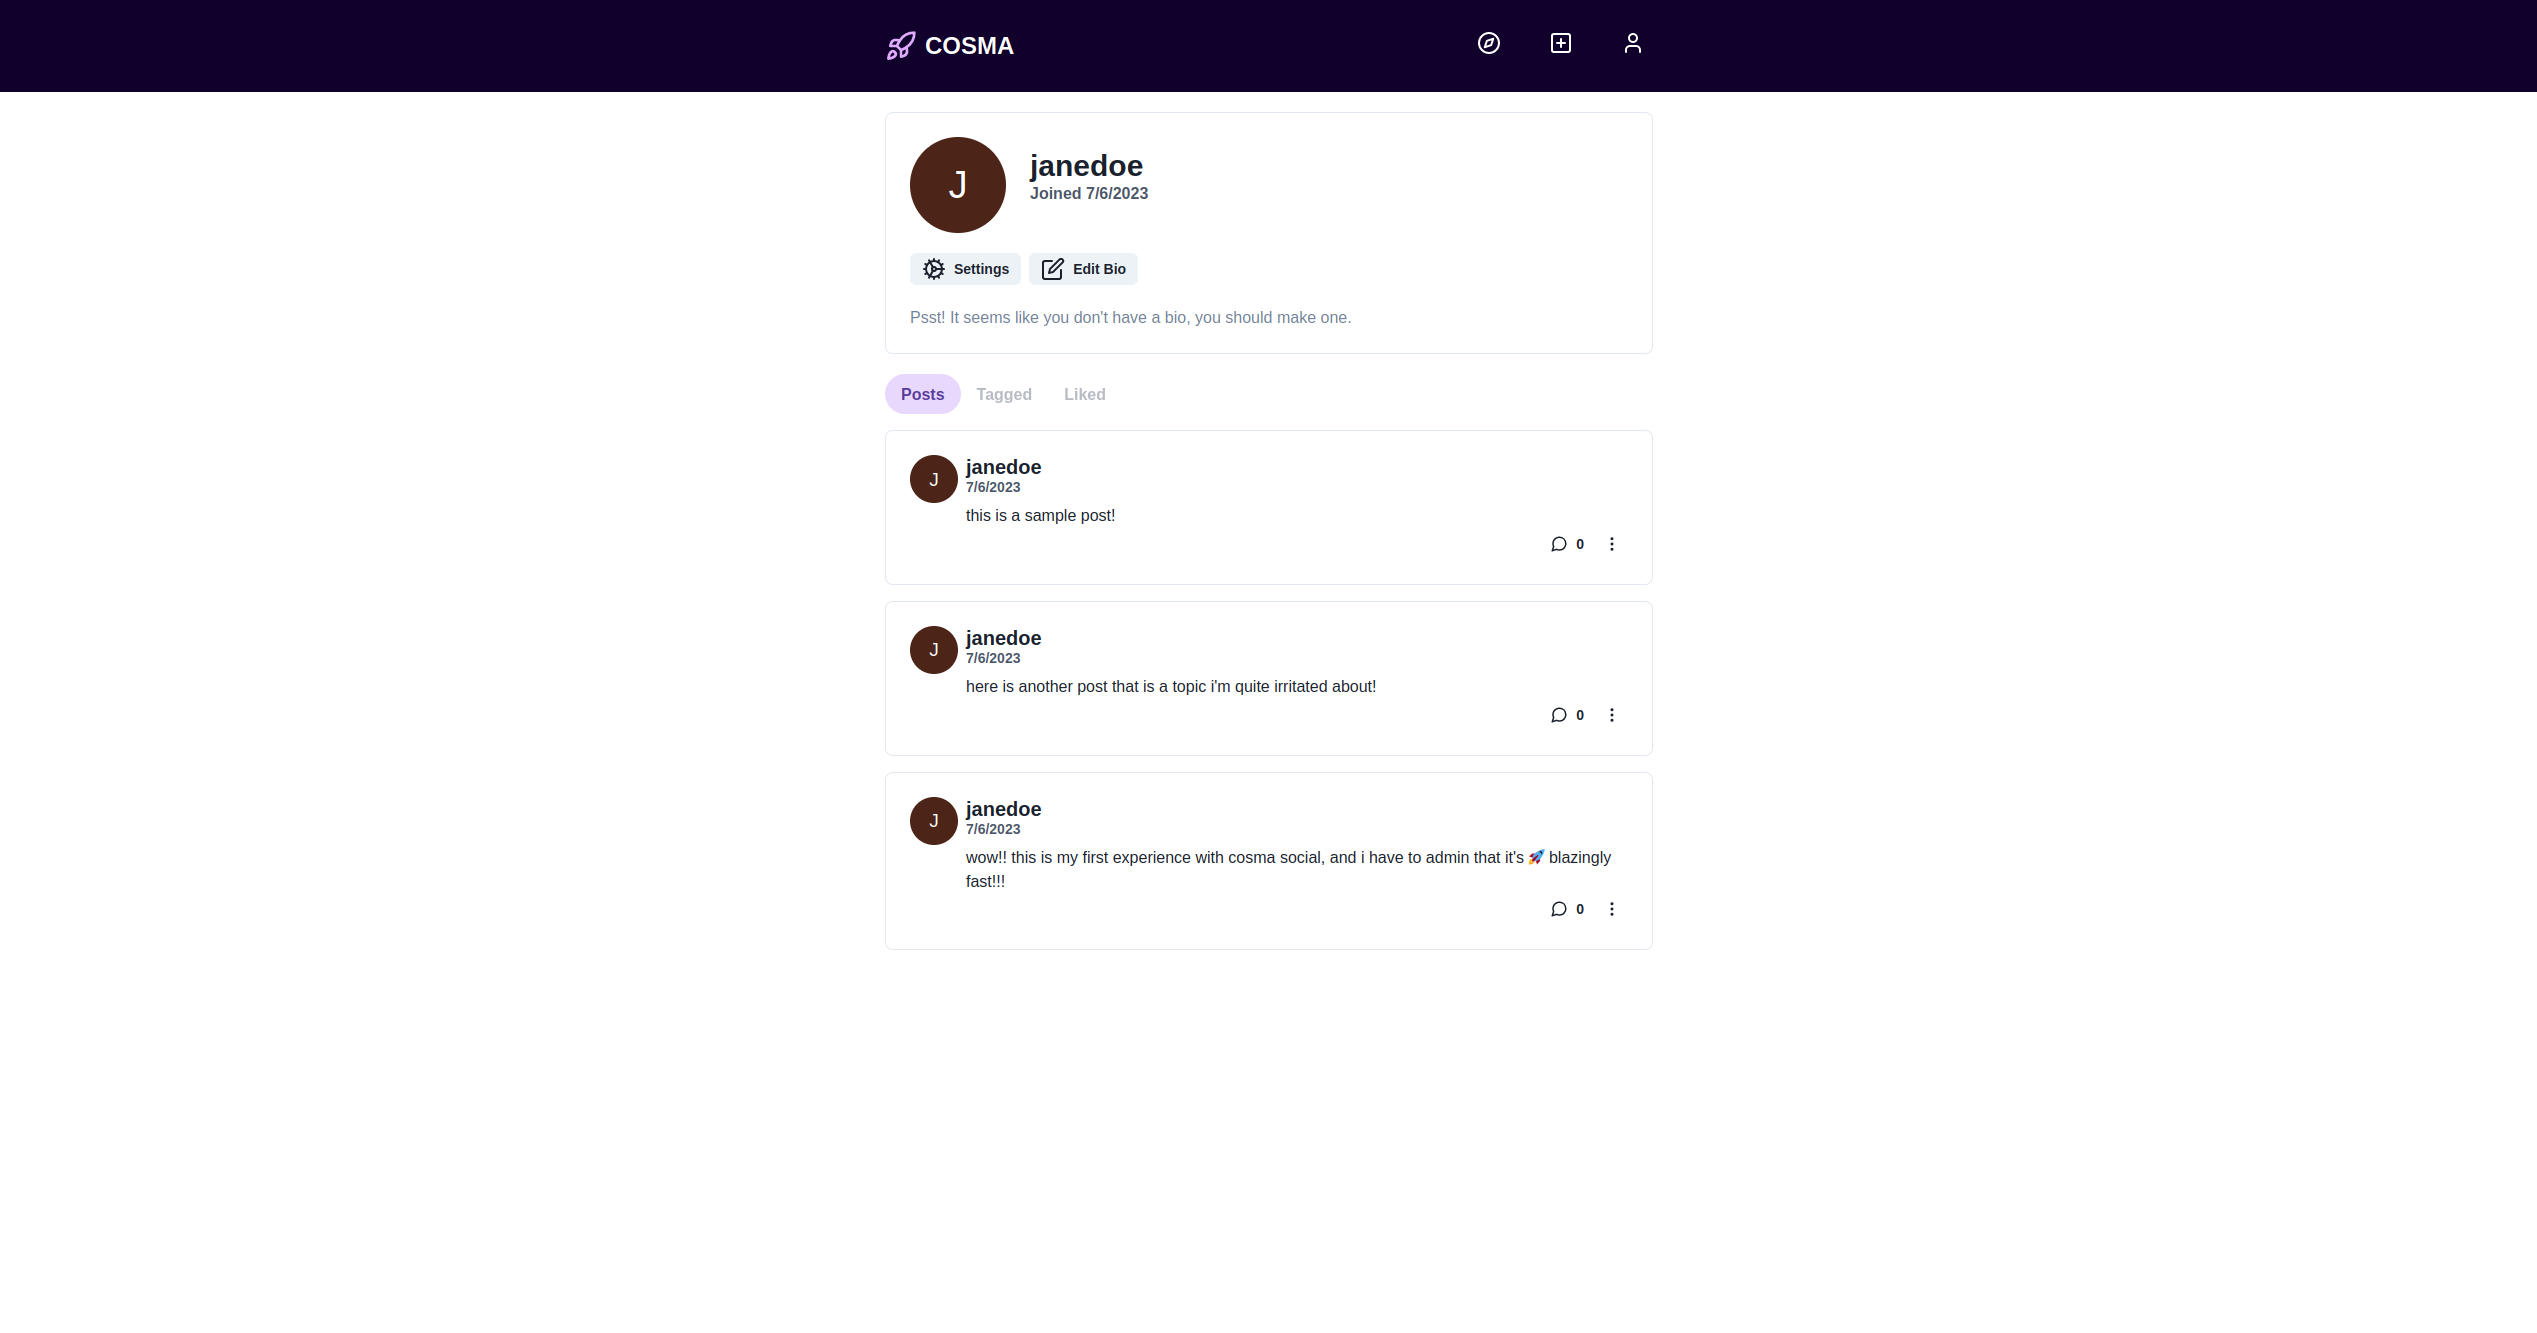 COSMA
J
janedoe
Joined 7/6/2023
Settings
Edit Bio
Psst! It seems like you don't have a bio, you should make one.
Posts
Tagged
Liked
J
janedoe
7/6/2023
this is a sample post!
0
J
janedoe
7/6/2023
here is another post that is a topic i'm quite irritated about!
0
J
janedoe
7/6/2023
wow!! this is my first experience with cosma social, and i have to admin that it's 🚀 blazingly
fast!!!
0